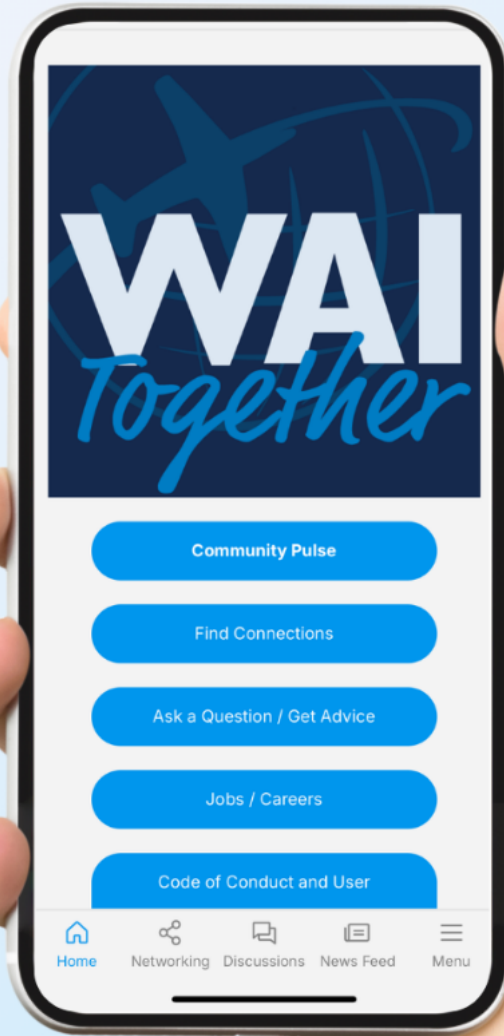 WAI
Together
Community Pulse
Find Connections
Ask a Question / Get Advice
Jobs / Careers
Code of Conduct and User
Home Networking Discussions News Feed Menu